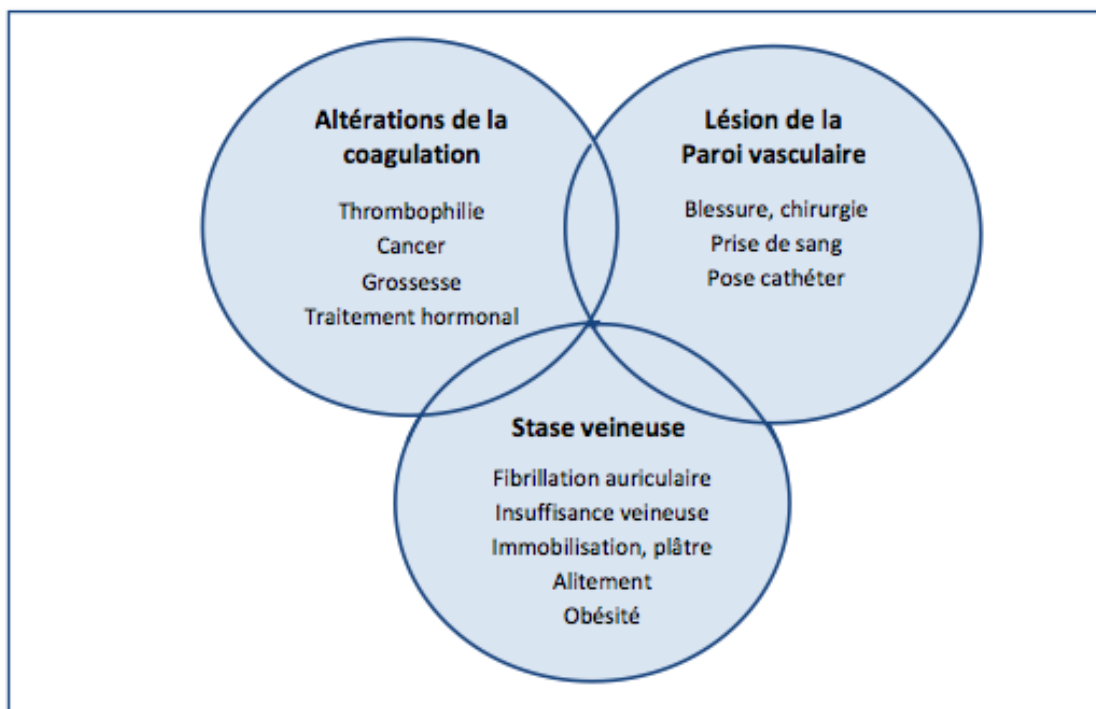 Altérations de la
coagulation
Thrombophilie
Cancer
Grossesse
Traitement hormonal
Lésion de la
Paroi vasculaire
Blessure, chirurgie
Prise de sang
Pose cathéter
Stase veineuse
Fibrillation auriculaire
Insuffisance veineuse
Immobilisation, plâtre
Alitement
Obésité